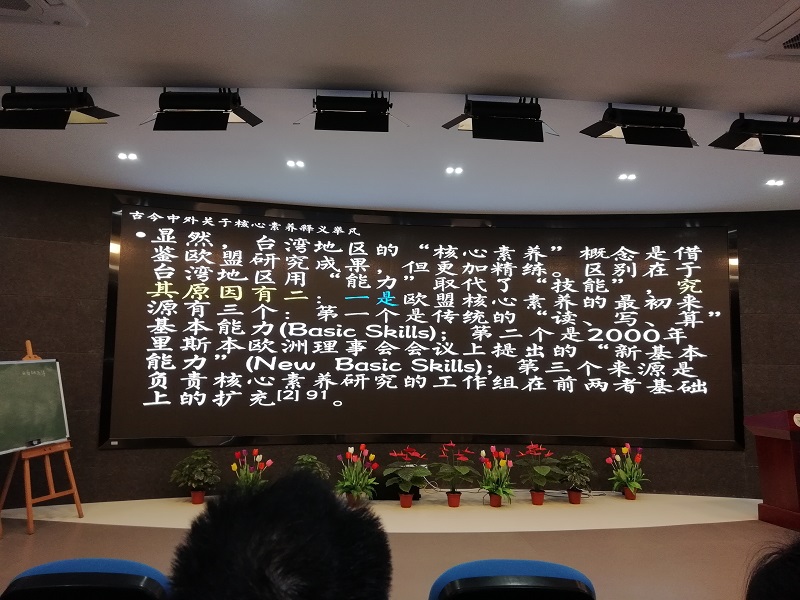 古今中外关于核心素养释义举凡
•显然，台湾地区的“核心素养”概念是借
鉴欧盟研究成果，但更加精练。区别在于
台湾地区用“能力”取代了“技能”，究
其原因有二：一是欧盟核心素养的最初来
源有三个：第一个是传统的“读、写、算”
基本能力(Basic Skills)；第二个是2000年
里斯本欧洲理事会会议上提出的“新基本
能力”(New Basic Skills)；第三个来源是
负责核心素养研究的工作组在前两者基础
上的扩充[2] 91。